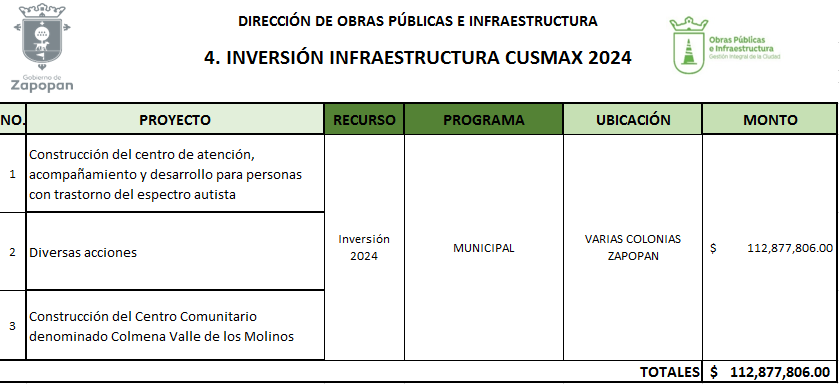 DIRECCIÓN DE OBRAS PÚBLICAS E INFRAESTRUCTURA
4. INVERSIÓN INFRAESTRUCTURA CUSMAX 2024
Gobierno de
Zapopan
Obras Públicas
e Infraestructura
Gestión Integral de la Ciudad
NO. PROYECTO RECURSO PROGRAMA UBICACIÓN MONTO
1
Construcción del centro de atención,
acompañamiento y desarrollo para personas
con trastorno del espectro autista
2
Diversas acciones
3
Construcción del Centro Comunitario
denominado Colmena Valle de los Molinos
Inversión
2024
MUNICIPAL
VARIAS COLONIAS
ZAPOPAN
$ 112,877,806.00
TOTALES $ 112,877,806.00